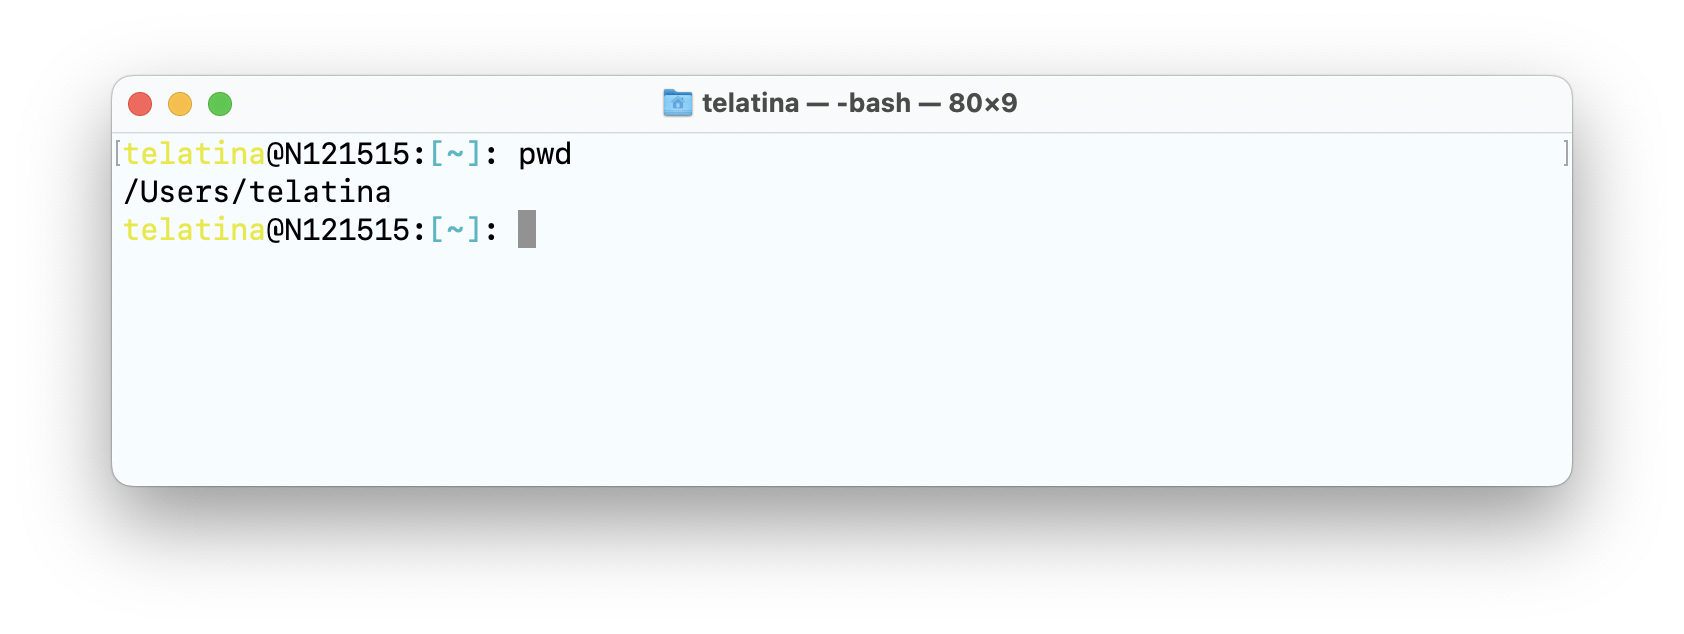 telatina — -bash — 80×9
[telatina@N121515:[~]: pwd ]
/Users/telatina
telatina@N121515:[~]: